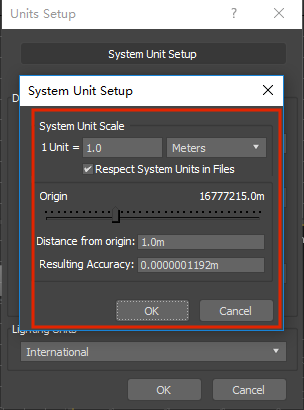 Units Setup
?
System Unit Setup
System Unit Setup
System Unit Scale
1 Unit = 1.0 Meters
Respect System Units in Files
Origin 16777215.0m
Distance from origin: 1.0m
Resulting Accuracy: 0.0000001192m
OK Cancel
International
OK Cancel